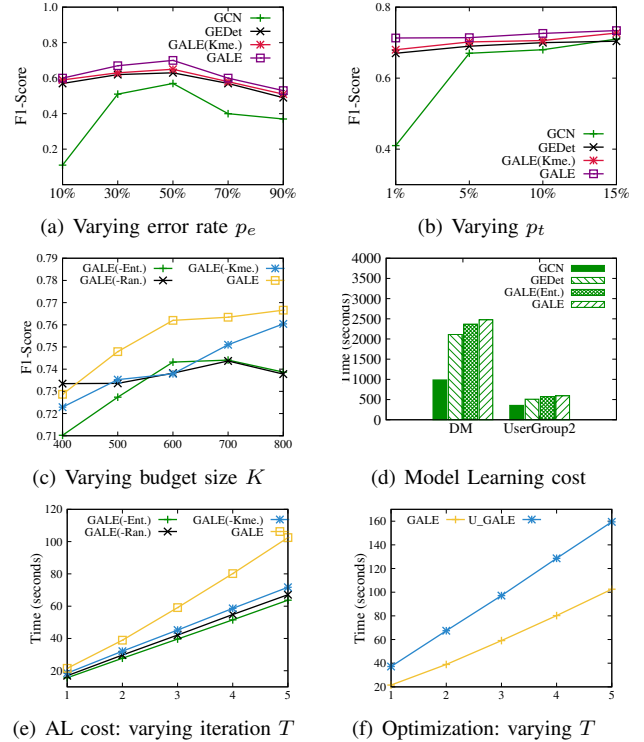 1.0
0.8
0.6
0.4
0.2
F1-Score
GCN
GEDet
GALE(Kme.)
GALE
10% 30% 50% 70% 90%
(a) Varying error rate p_e
0.8
0.6
0.4
F1-Score
GCN
GEDet
GALE(Kme.)
GALE
1% 5% 10% 15%
(b) Varying p_t
0.79
0.78
0.77
0.76
0.75
0.74
0.73
0.72
0.71
F1-Score
GALE(-Ent.) GALE(-Kme.)
GALE(-Ran.) GALE
400 500 600 700 800
(c) Varying budget size K
4000
3500
3000
2500
2000
1500
1000
500
0
Time (seconds)
GCN
GEDet
GALE(Ent.)
GALE
DM UserGroup2
(d) Model Learning cost
120
100
80
60
40
20
Time (seconds)
GALE(-Ent.) GALE(-Kme.)
GALE(-Ran.) GALE
1 2 3 4 5
(e) AL cost: varying iteration T
160
140
120
100
80
60
40
20
Time (seconds)
GALE U_GALE
1 2 3 4 5
(f) Optimization: varying T